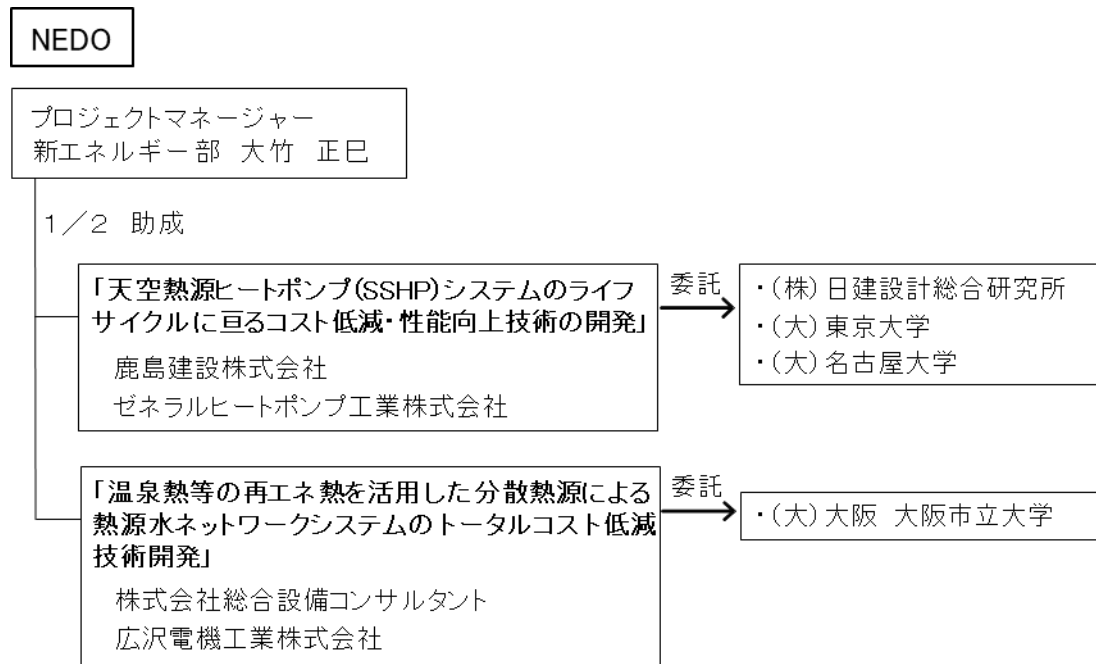 NEDO
プロジェクトマネージャー
新エネルギー部 大竹 正巳
1/2 助成
「天空熱源ヒートポンプ(SSHP)システムのライフ
サイクルに亘るコスト低減・性能向上技術の開発」
鹿島建設株式会社
ゼネラルヒートポンプ工業株式会社
委託
・(株)日建設計総合研究所
・(大)東京大学
・(大)名古屋大学
「温泉熱等の再エネ熱を活用した分散熱源による
熱源水ネットワークシステムのトータルコスト低減
技術開発」
株式会社総合設備コンサルタント
広沢電機工業株式会社
委託
・(大)大阪 大阪市立大学